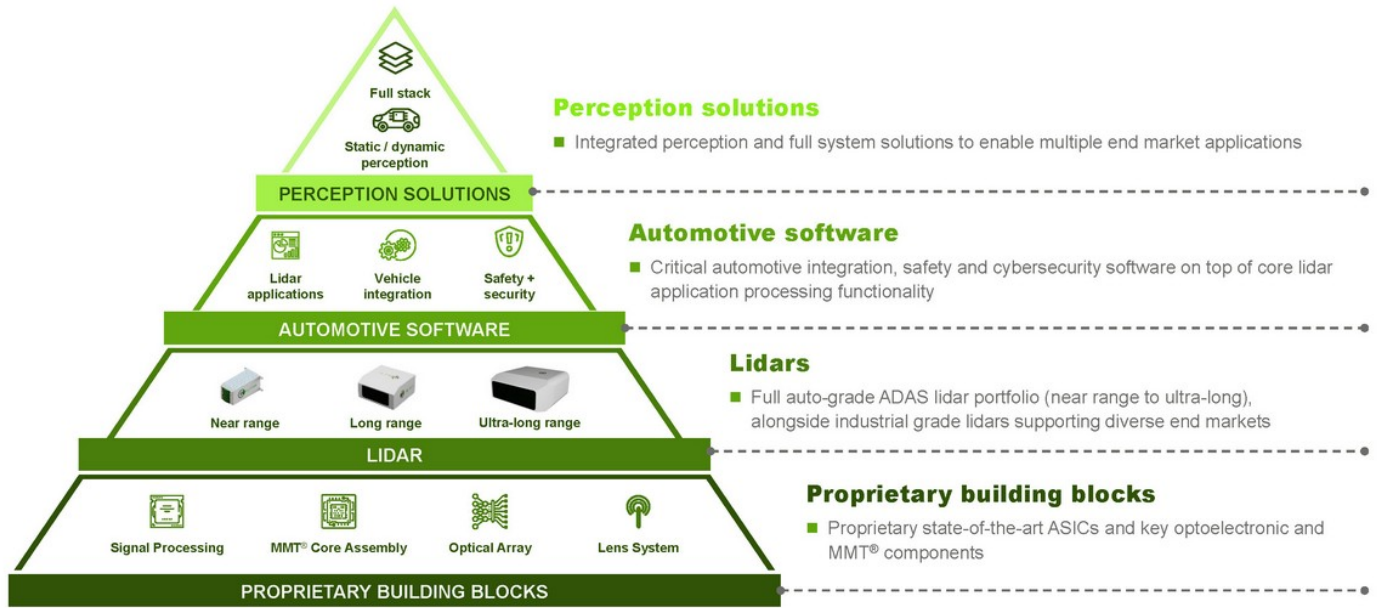 Full stack
Static / dynamic
perception
PERCEPTION SOLUTIONS
Perception solutions
Integrated perception and full system solutions to enable multiple end market applications
Lidar
applications
Vehicle
integration
Safety +
security
AUTOMOTIVE SOFTWARE
Automotive software
Critical automotive integration, safety and cybersecurity software on top of core lidar
application processing functionality
Near range
Long range
Ultra-long range
LIDAR
Lidars
Full auto-grade ADAS lidar portfolio (near range to ultra-long),
alongside industrial grade lidars supporting diverse end markets
Signal Processing
MMT® Core Assembly
Optical Array
Lens System
PROPRIETARY BUILDING BLOCKS
Proprietary building blocks
Proprietary state-of-the-art ASICs and key optoelectronic and
MMT® components